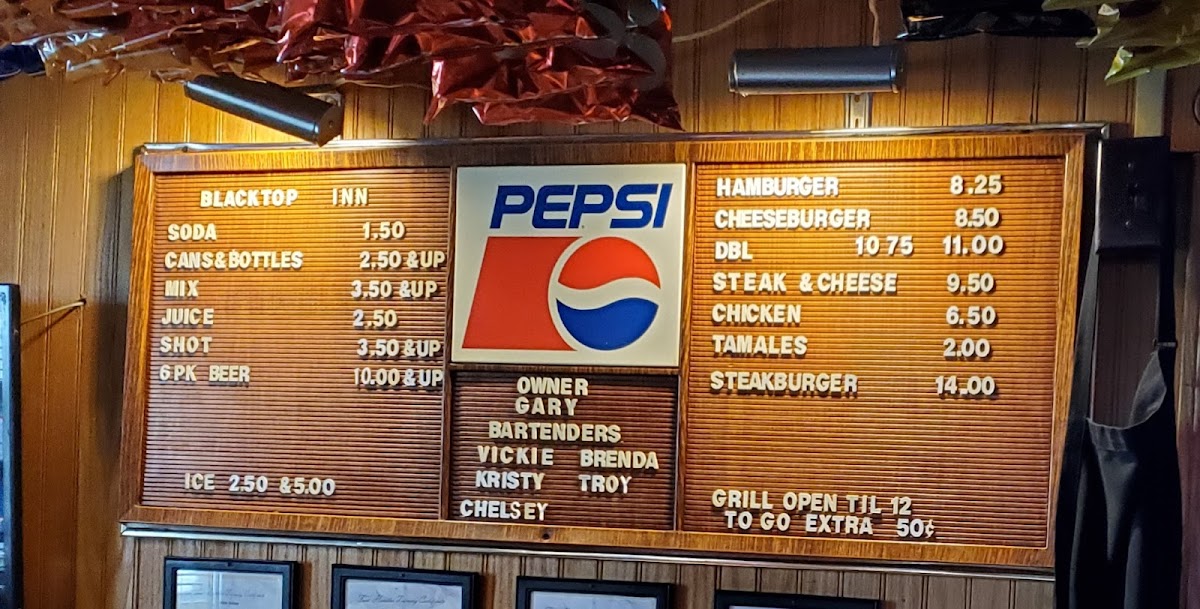 BLACKTOP INN
SODA 1.50
CANS&BOTTLES 2.50 &UP
MIX 3.50 &UP
JUICE 2.50
SHOT 3.50 &UP
6PK BEER 10.00 &UP
ICE 2.50 &5.00
PEPSI
OWNER
GARY
BARTENDERS
VICKIE BRENDA
KRISTY TROY
CHELSEY
HAMBURGER 8.25
CHEESEBURGER 8.50
DBL 10 75 11.00
STEAK & CHEESE 9.50
CHICKEN 6.50
TAMALES 2.00
STEAKBURGER 14.00
GRILL OPEN TIL 12
TO GO EXTRA 50¢